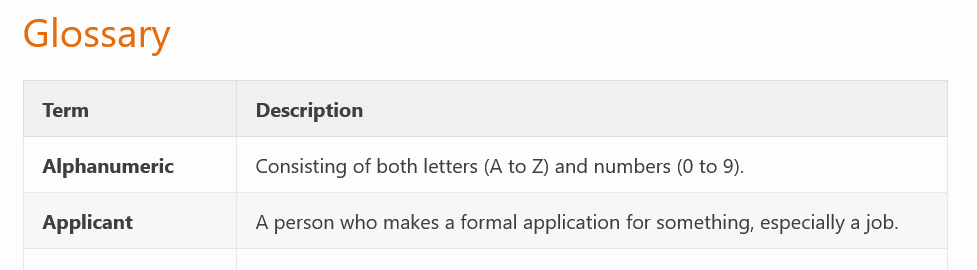 Glossary
Term Description
Alphanumeric Consisting of both letters (A to Z) and numbers (0 to 9).
Applicant A person who makes a formal application for something, especially a job.